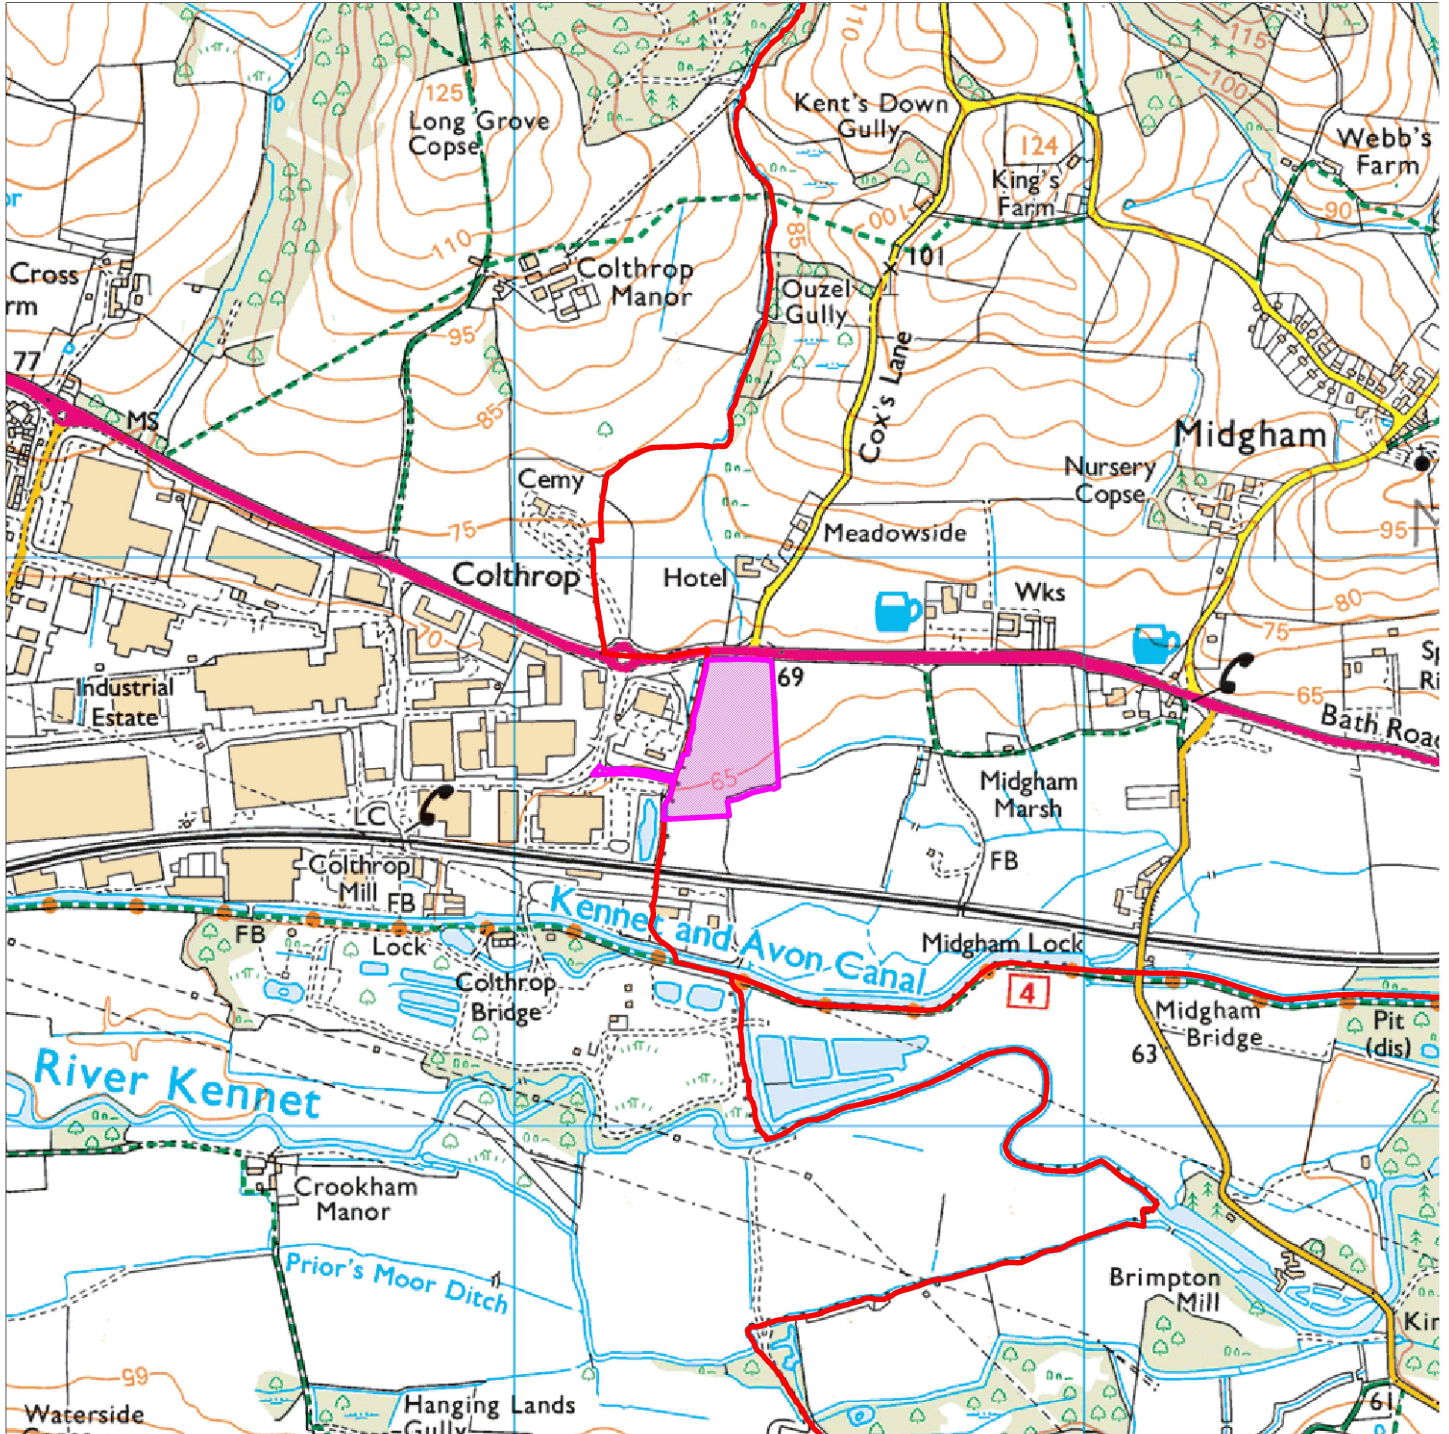 110
115
125
Long Grove
Copse
Kent's Down
Gully
100
124
Webb's
Farm
King's
Farm
90
100
110
85
101
Cross
rm
Colthrop
Manor
Ouzel
Gully
95
77
MS
85
Cox's Lane
Midgham
Cemy
Nursery
Copse
75
Meadowside
95
Colthrop
Hotel
Wks
80
70
75
69
65
Industrial
Estate
Bath Road
65
Midgham
Marsh
LC
Colthrop
Mill
FB
FB
Kennet and Avon Canal
FB
Lock
Midgham Lock
Colthrop
Bridge
4
Midgham
Bridge
Pit
(dis)
63
River Kennet
Crookham
Manor
Prior's Moor Ditch
Brimpton
Mill
65
61
Waterside
Hanging Lands
Gully